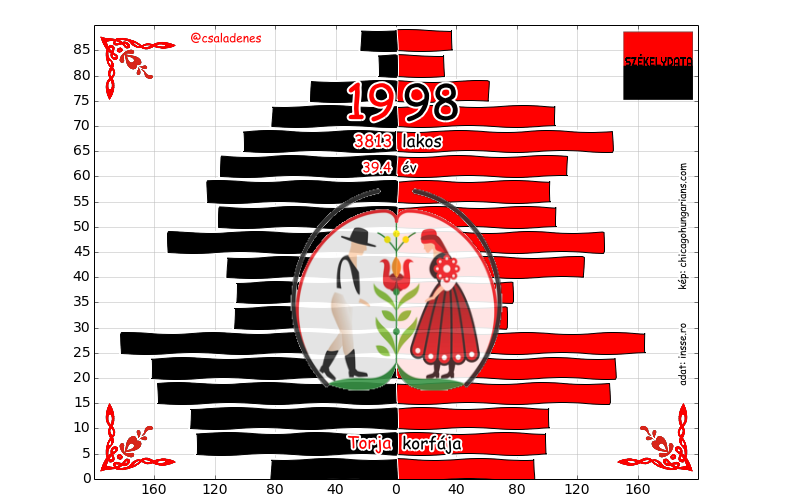 @csaladenes
SZÉKELYDATA
1998
3813 lakos
39.4 év
Torja korfája
kép: chicagohungarians.com
adat: insse.ro
85
80
75
70
65
60
55
50
45
40
35
30
25
20
15
10
5
0
160 120 80 40 0 40 80 120 160